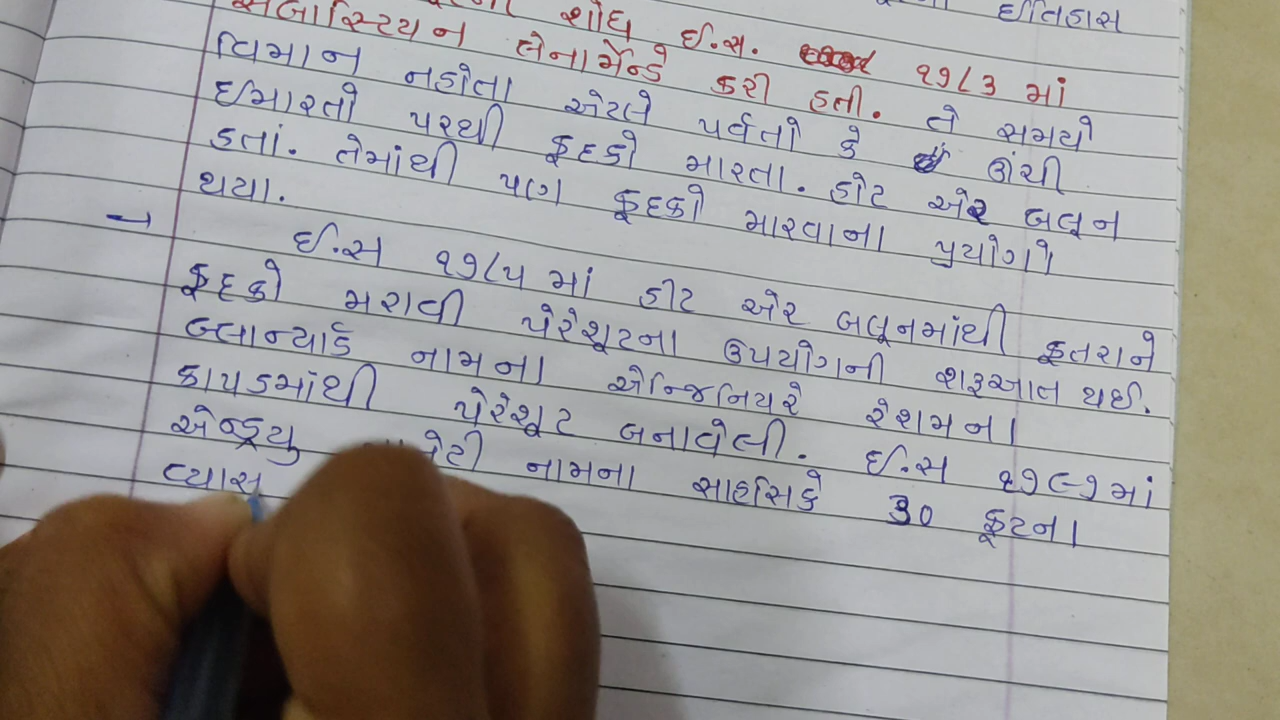 ઈતિહાસ
શોધ ઈ.સ. ૧૭૮૩ માં
સબાસ્ટિયન લેનાર્મેન્ડે કરી હતી. તે સમયે
વિમાન નહોતા એટલે પર્વતો કે ઊંચી
ઈમારતો પરથી કૂદકો મારતા. હોટ એર બલૂન
હતાં. તેમાંથી પણ કૂદકો મારવાના પ્રયોગો
થયા.
→ ઈ.સ ૧૭૮૫ માં હોટ એર બલૂનમાંથી કૂતરાને
કૂદકો મરાવી પેરેશૂટના ઉપયોગની શરૂઆત થઈ.
બ્લાન્ચાર્ડ નામના એન્જિનિયરે રેશમના
કાપડમાંથી પેરેશૂટ બનાવેલી. ઈ.સ ૧૭૯૭માં
એન્ડ્રયુ નામના સાહસિકે 30 ફૂટના
વ્યાસ